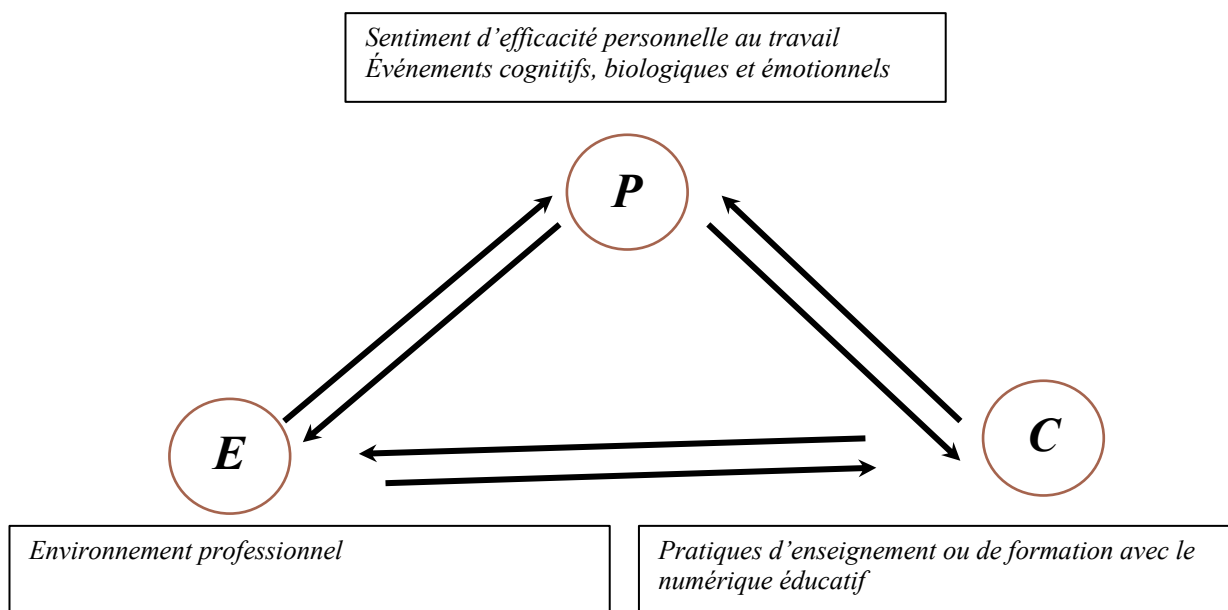 Sentiment d’efficacité personnelle au travail
Événements cognitifs, biologiques et émotionnels
P
E
C
Environnement professionnel
Pratiques d’enseignement ou de formation avec le
numérique éducatif